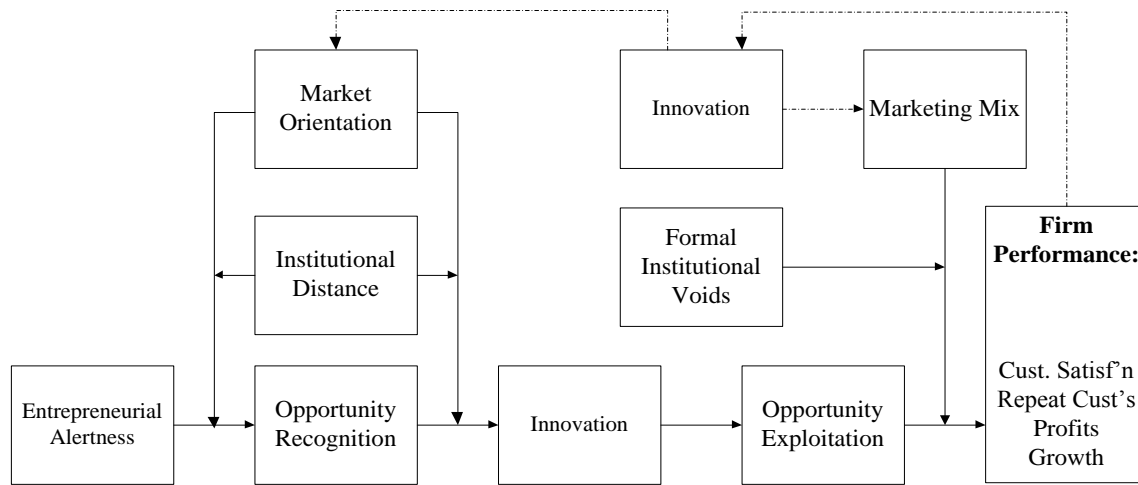 Market
Orientation
Innovation
Marketing Mix
Institutional
Distance
Formal
Institutional
Voids
Firm
Performance:
Cust. Satisf’n
Repeat Cust’s
Profits
Growth
Entrepreneurial
Alertness
Opportunity
Recognition
Innovation
Opportunity
Exploitation